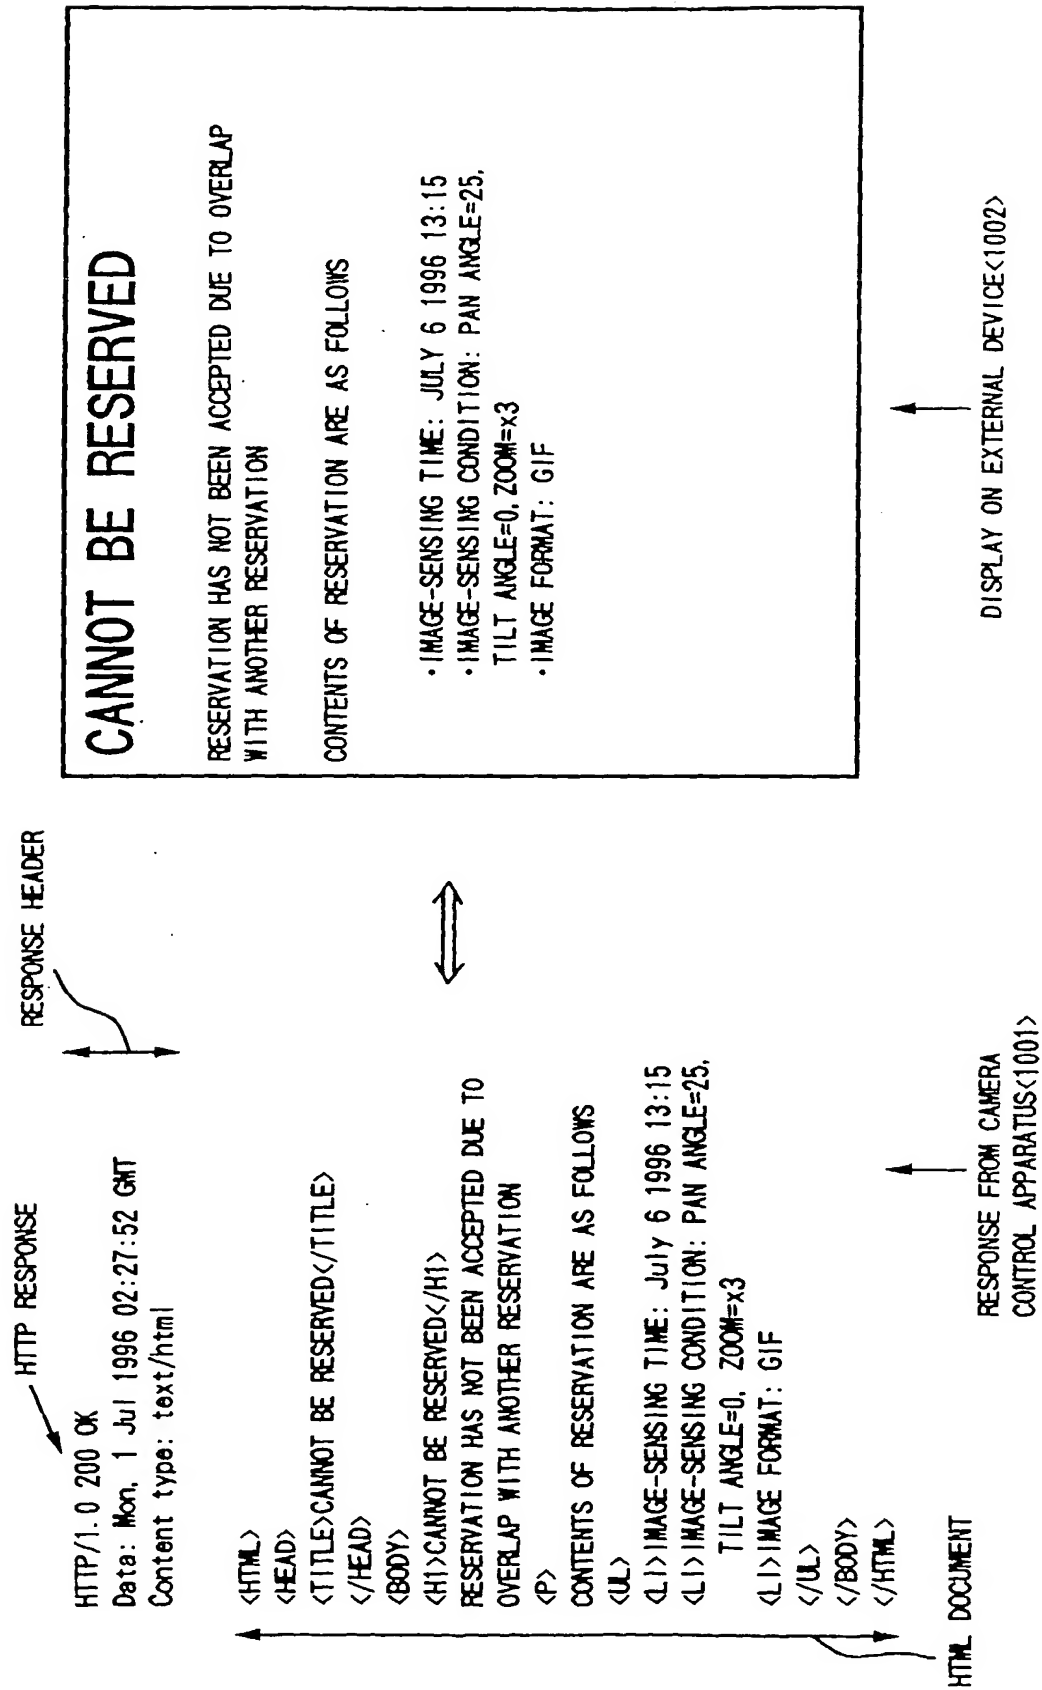 HTTP RESPONSE
HTTP/1.0 200 OK
Data: Mon, 1 Jul 1996 02:27:52 GMT
Content type: text/html
RESPONSE HEADER
<HTML>
<HEAD>
<TITLE>CANNOT BE RESERVED</TITLE>
</HEAD>
<BODY>
<H1>CANNOT BE RESERVED</H1>
RESERVATION HAS NOT BEEN ACCEPTED DUE TO
OVERLAP WITH ANOTHER RESERVATION
<P>
CONTENTS OF RESERVATION ARE AS FOLLOWS
<UL>
<LI>IMAGE-SENSING TIME: July 6 1996 13:15
<LI>IMAGE-SENSING CONDITION: PAN ANGLE=25,
TILT ANGLE=0, ZOOM=x3
<LI>IMAGE FORMAT: GIF
</UL>
</BODY>
</HTML>
HTML DOCUMENT
RESPONSE FROM CAMERA
CONTROL APPARATUS<1001>
CANNOT BE RESERVED
RESERVATION HAS NOT BEEN ACCEPTED DUE TO OVERLAP
WITH ANOTHER RESERVATION
CONTENTS OF RESERVATION ARE AS FOLLOWS
・IMAGE-SENSING TIME: JULY 6 1996 13:15
・IMAGE-SENSING CONDITION: PAN ANGLE=25,
TILT ANGLE=0, ZOOM=x3
・IMAGE FORMAT: GIF
DISPLAY ON EXTERNAL DEVICE<1002>